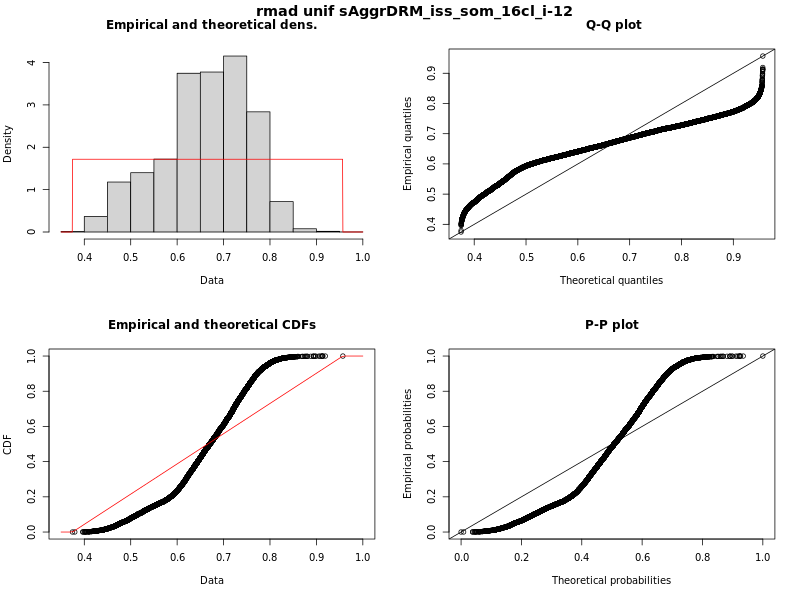 rmad unif sAggrDRM_iss_som_16cl_i-12
Empirical and theoretical dens.
Density
0 1 2 3 4
0.4 0.5 0.6 0.7 0.8 0.9 1.0
Data
Q-Q plot
Empirical quantiles
0.4 0.5 0.6 0.7 0.8 0.9
0.4 0.5 0.6 0.7 0.8 0.9
Theoretical quantiles
Empirical and theoretical CDFs
CDF
0.0 0.2 0.4 0.6 0.8 1.0
0.4 0.5 0.6 0.7 0.8 0.9 1.0
Data
P-P plot
Empirical probabilities
0.0 0.2 0.4 0.6 0.8 1.0
0.0 0.2 0.4 0.6 0.8 1.0
Theoretical probabilities